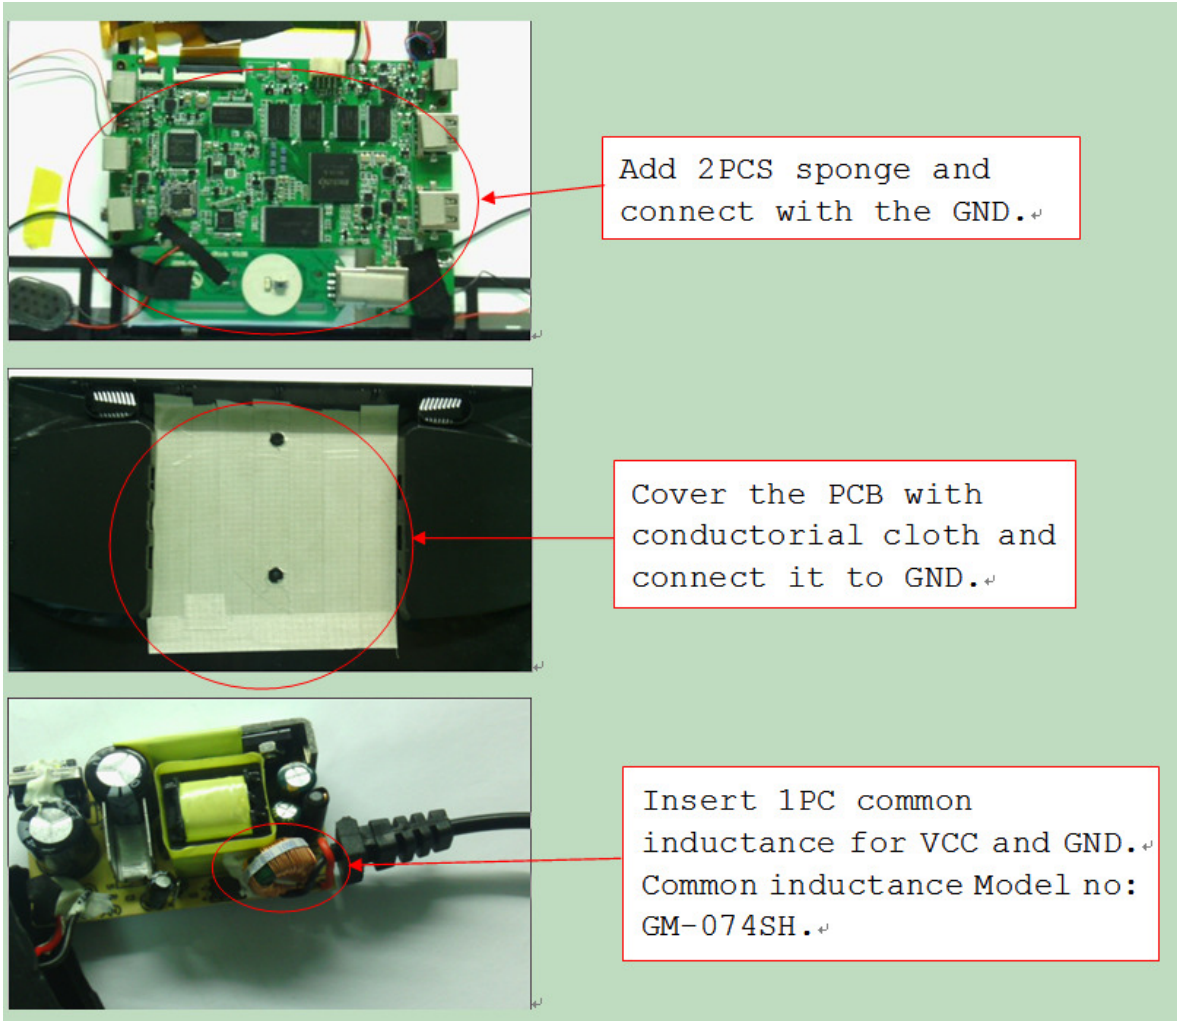 Add 2PCS sponge and
connect with the GND.
Cover the PCB with
conductorial cloth and
connect it to GND.
Insert 1PC common
inductance for VCC and GND.
Common inductance Model no:
GM-074SH.